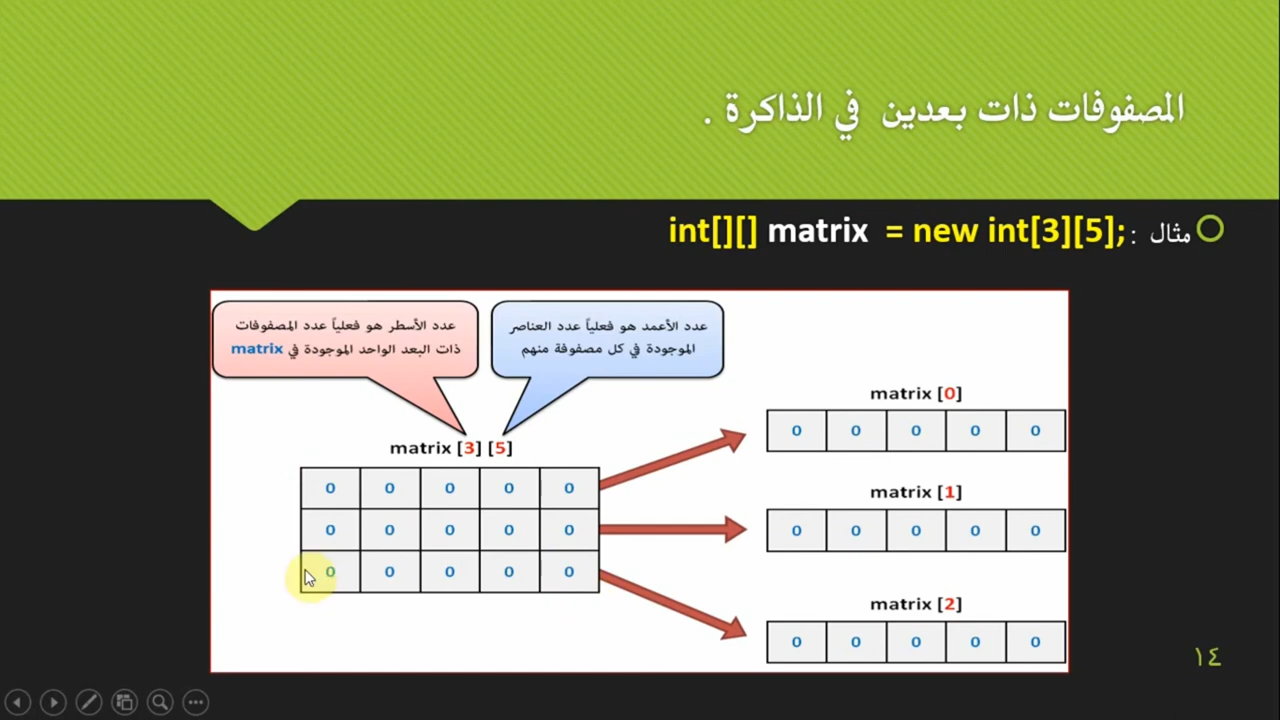 المصفوفات ذات بعدين في الذاكرة .
مثال : int[][] matrix = new int[3][5];
عدد الأسطر هو فعلياً عدد المصفوفات
ذات البعد الواحد الموجودة في matrix
عدد الأعمد هو فعلياً عدد العناصر
الموجودة في كل مصفوفة منهم
matrix [3] [5]
0 0 0 0 0
0 0 0 0 0
0 0 0 0 0
matrix [0]
0 0 0 0 0
matrix [1]
0 0 0 0 0
matrix [2]
0 0 0 0 0
١٤